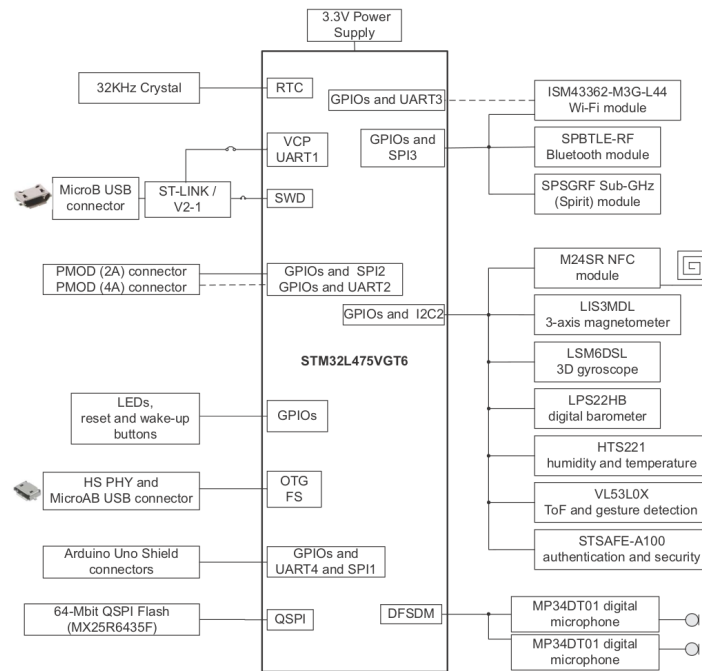 3.3V Power
Supply
32KHz Crystal
RTC
GPIOs and UART3
ISM43362-M3G-L44
Wi-Fi module
VCP
UART1
GPIOs and
SPI3
SPBTLE-RF
Bluetooth module
MicroB USB
connector
ST-LINK /
V2-1
SWD
SPSGRF Sub-GHz
(Spirit) module
PMOD (2A) connector
PMOD (4A) connector
GPIOs and SPI2
GPIOs and UART2
M24SR NFC
module
GPIOs and I2C2
LIS3MDL
3-axis magnetometer
STM32L475VGT6
LSM6DSL
3D gyroscope
LEDs,
reset and wake-up
buttons
GPIOs
LPS22HB
digital barometer
HTS221
humidity and temperature
HS PHY and
MicroAB USB connector
OTG
FS
VL53L0X
ToF and gesture detection
Arduino Uno Shield
connectors
GPIOs and
UART4 and SPI1
STSAFE-A100
authentication and security
64-Mbit QSPI Flash
(MX25R6435F)
QSPI
DFSDM
MP34DT01 digital
microphone
MP34DT01 digital
microphone